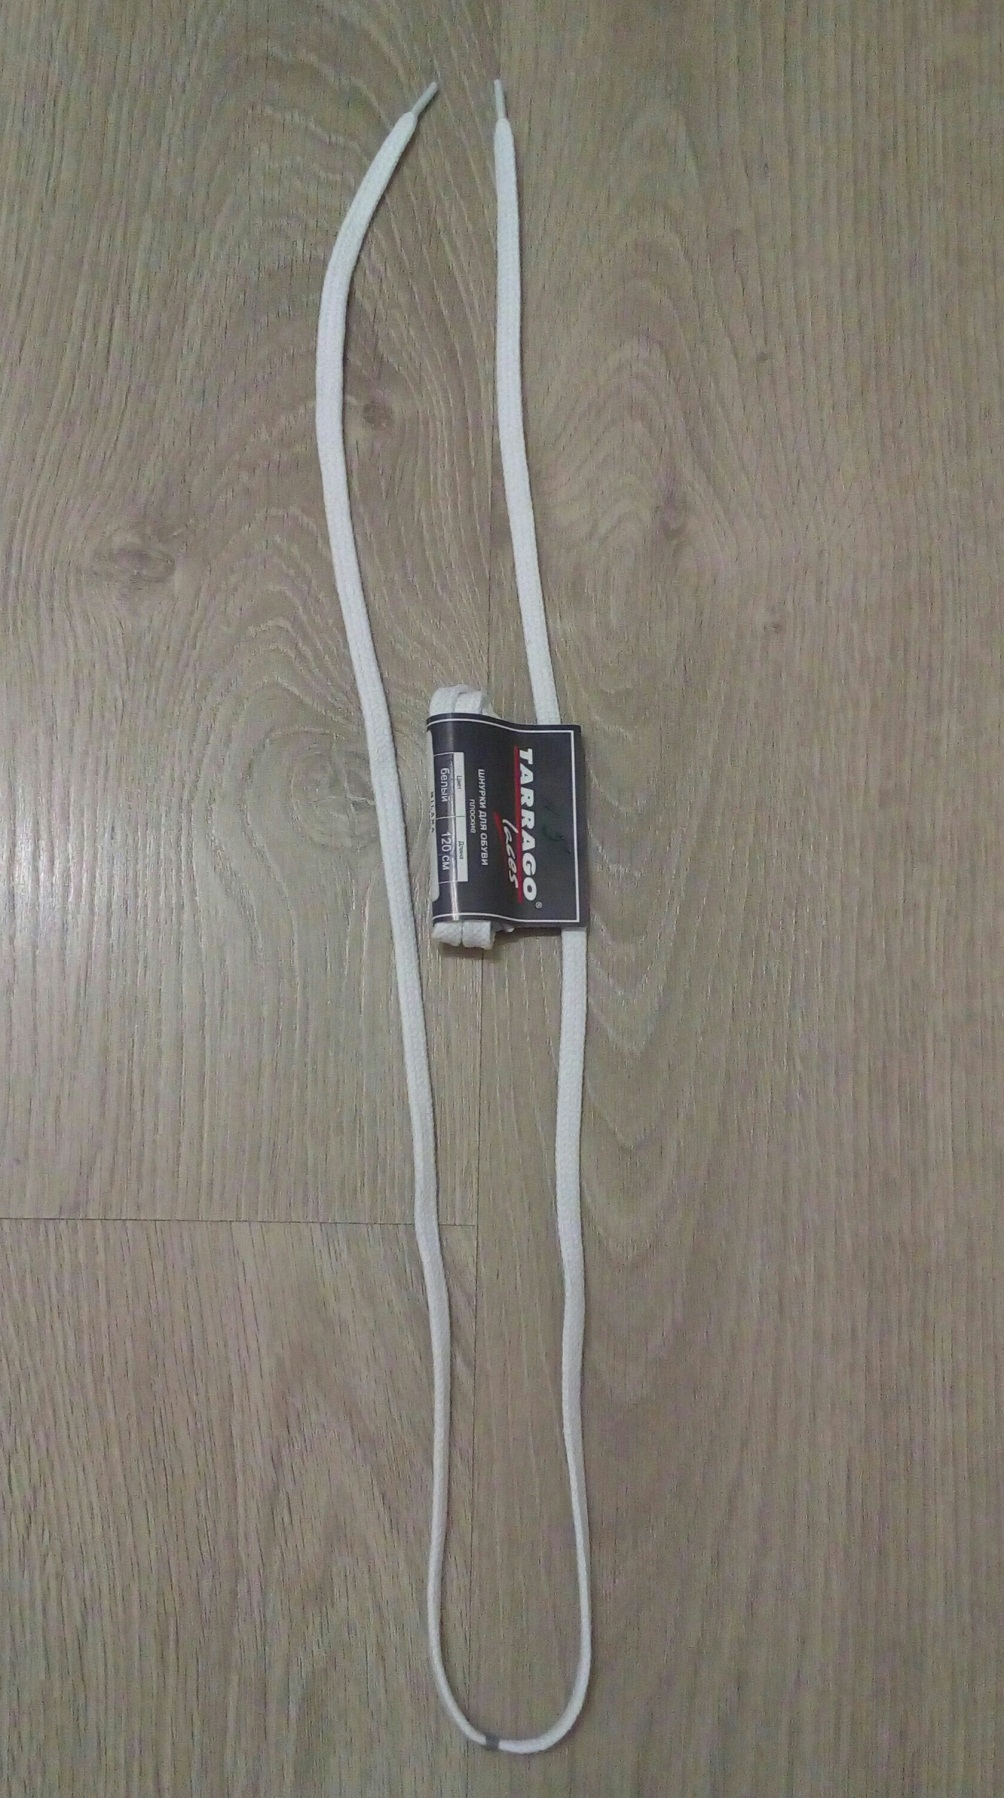 TARRAGO®
laces
ШНУРКИ ДЛЯ ОБУВИ
плоские
Цвет Длина
белый 120 см